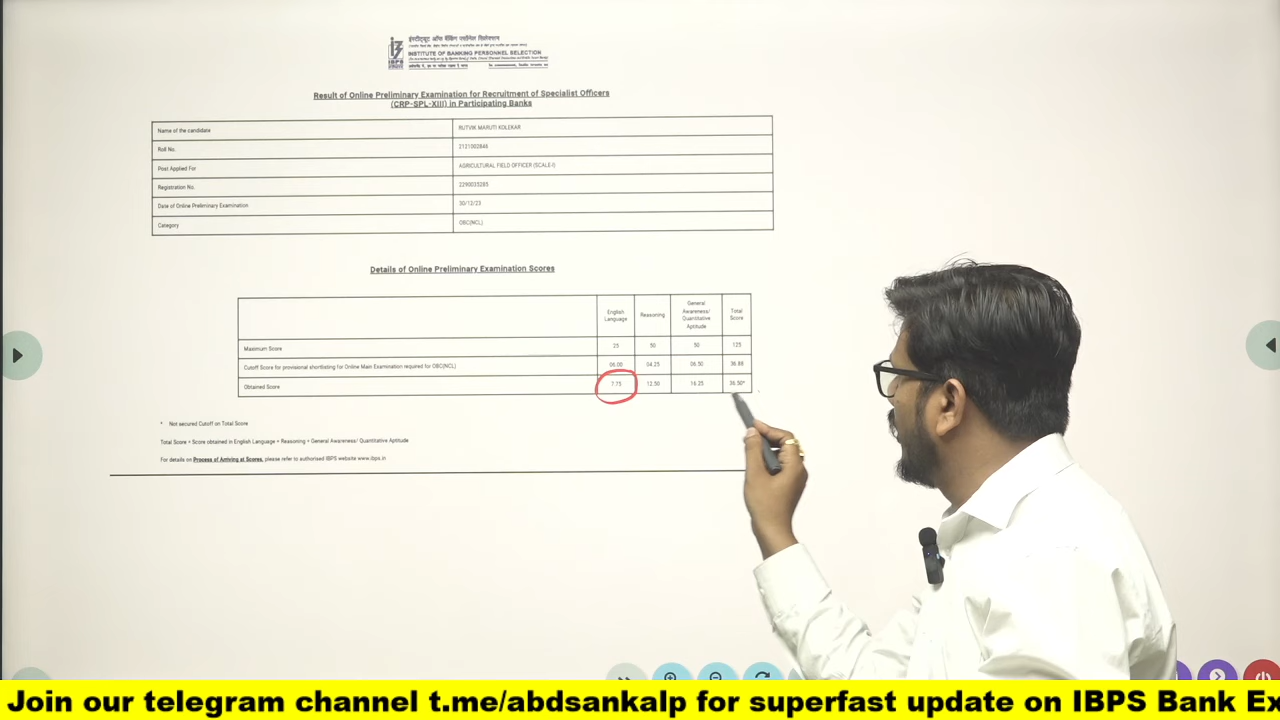 इंस्टीट्यूट ऑफ बैंकिंग पर्सोनेल सिलेक्शन
IBPS
INSTITUTE OF BANKING PERSONNEL SELECTION
Result of Online Preliminary Examination for Recruitment of Specialist Officers
(CRP-SPL-XIII) in Participating Banks
Name of the candidate RUTVIK MARUTI KOLEKAR
Roll No. 2121002846
Post Applied For AGRICULTURAL FIELD OFFICER (SCALE-I)
Registration No. 2290035285
Date of Online Preliminary Examination 30/12/23
Category OBC(NCL)
Details of Online Preliminary Examination Scores
English Language Reasoning General Awareness/ Quantitative Aptitude Total Score
Maximum Score 25 50 50 125
Cutoff Score for provisional shortlisting for Online Main Examination required for OBC(NCL) 06.00 04.25 06.50 36.88
Obtained Score 7.75 12.50 16.25 36.50*
* Not secured Cutoff on Total Score
Total Score = Score obtained in English Language + Reasoning + General Awareness/ Quantitative Aptitude
For details on Process of Arriving at Scores, please refer to authorised IBPS website www.ibps.in
Join our telegram channel t.me/abdsankalp for superfast update on IBPS Bank Ex